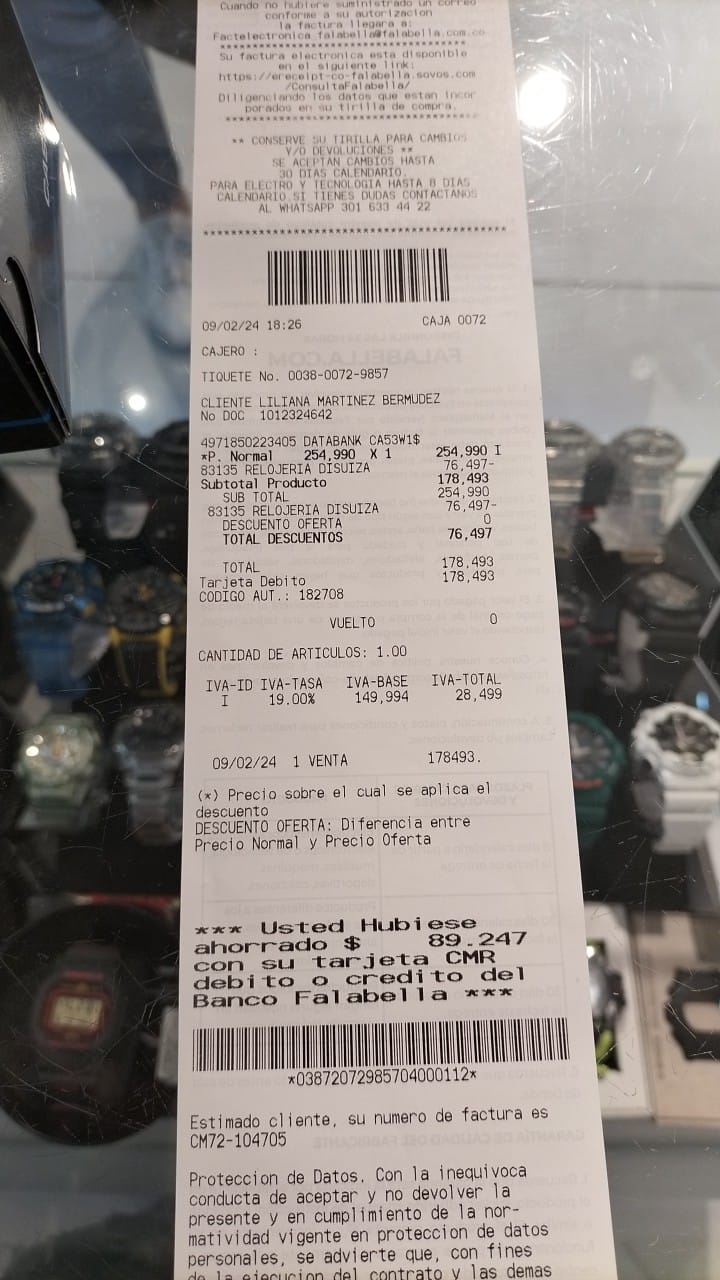 Cuando no hubiere suministrado un correo
conforme a su autorizacion
la factura llegara a:
Factelectronica_falabella@falabella.com.co
******************************************
Su factura electronica esta disponible
en el siguiente link:
https://ereceipt-co-falabella.sovos.com
/ConsultaFalabella/
Diligenciando los datos que estan incor
porados en su tirilla de compra.
** CONSERVE SU TIRILLA PARA CAMBIOS
Y/O DEVOLUCIONES **
SE ACEPTAN CAMBIOS HASTA
30 DIAS CALENDARIO.
PARA ELECTRO Y TECNOLOGIA HASTA 8 DIAS
CALENDARIO.SI TIENES DUDAS CONTACTANOS
AL WHATSAPP 301 633 44 22
09/02/24 18:26 CAJA 0072
CAJERO :
TIQUETE No. 0038-0072-9857
CLIENTE LILIANA MARTINEZ BERMUDEZ
No DOC 1012324642
4971850223405 DATABANK CA53W1$
*P. Normal 254,990 X 1 254,990 I
83135 RELOJERIA DISUIZA 76,497-
Subtotal Producto 178,493
SUB TOTAL 254,990
83135 RELOJERIA DISUIZA 76,497-
DESCUENTO OFERTA 0
TOTAL DESCUENTOS 76,497
TOTAL 178,493
Tarjeta Debito 178,493
CODIGO AUT.: 182708
VUELTO 0
CANTIDAD DE ARTICULOS: 1.00
IVA-ID IVA-TASA IVA-BASE IVA-TOTAL
I 19.00% 149,994 28,499
09/02/24 1 VENTA 178493.
(*) Precio sobre el cual se aplica el
descuento
DESCUENTO OFERTA: Diferencia entre
Precio Normal y Precio Oferta
*** Usted Hubiese
ahorrado $ 89.247
con su tarjeta CMR
debito o credito del
Banco Falabella ***
*03872072985704000112*
Estimado cliente, su numero de factura es
CM72-104705
Proteccion de Datos. Con la inequivoca
conducta de aceptar y no devolver la
presente y en cumplimiento de la nor-
matividad vigente en proteccion de datos
personales, se advierte que, con fines
de la ejecucion del contrato y las demas